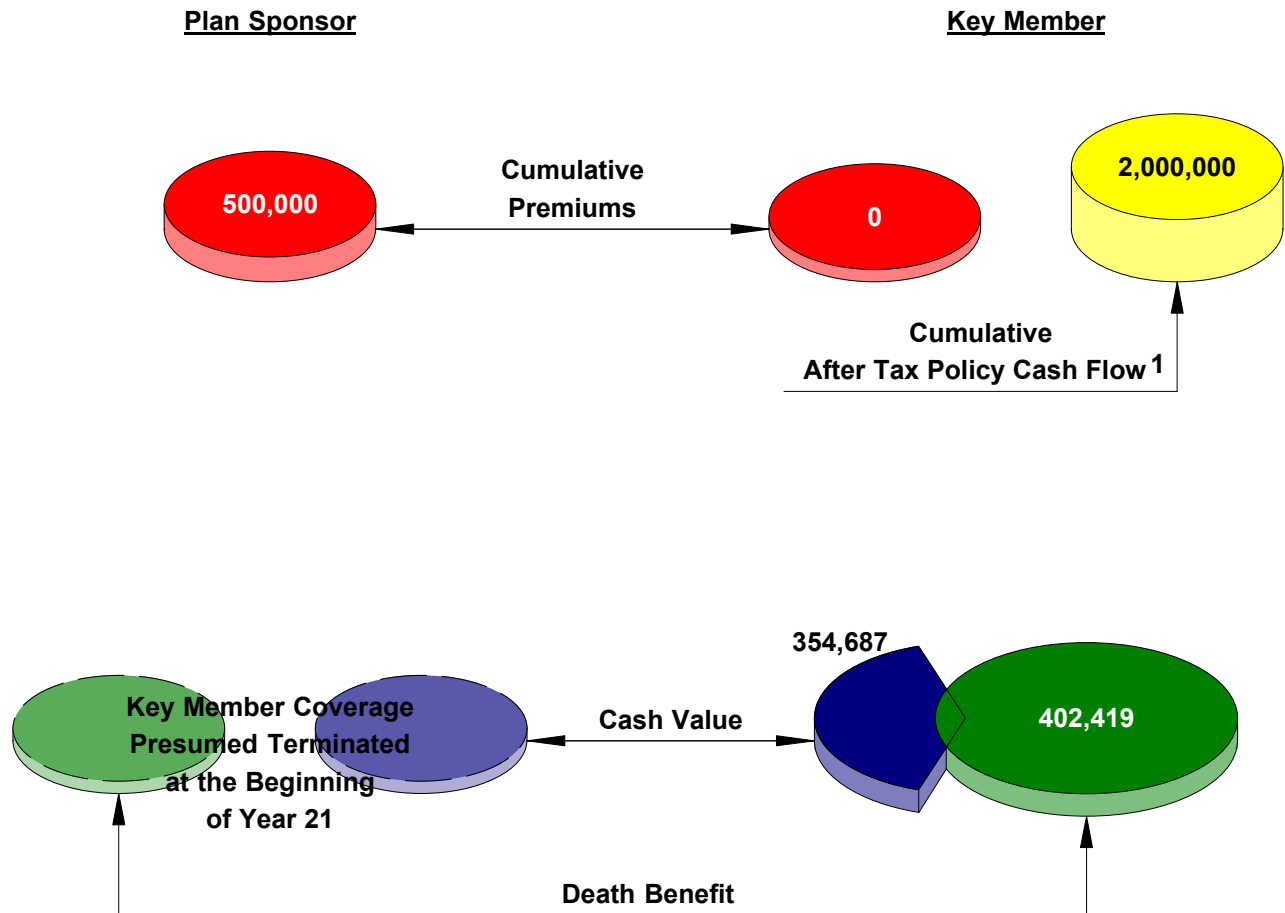 Plan Sponsor
Key Member
500,000
Cumulative
Premiums
0
2,000,000
Cumulative
After Tax Policy Cash Flow 1
Key Member Coverage
Presumed Terminated
at the Beginning
of Year 21
Cash Value
354,687
402,419
Death Benefit